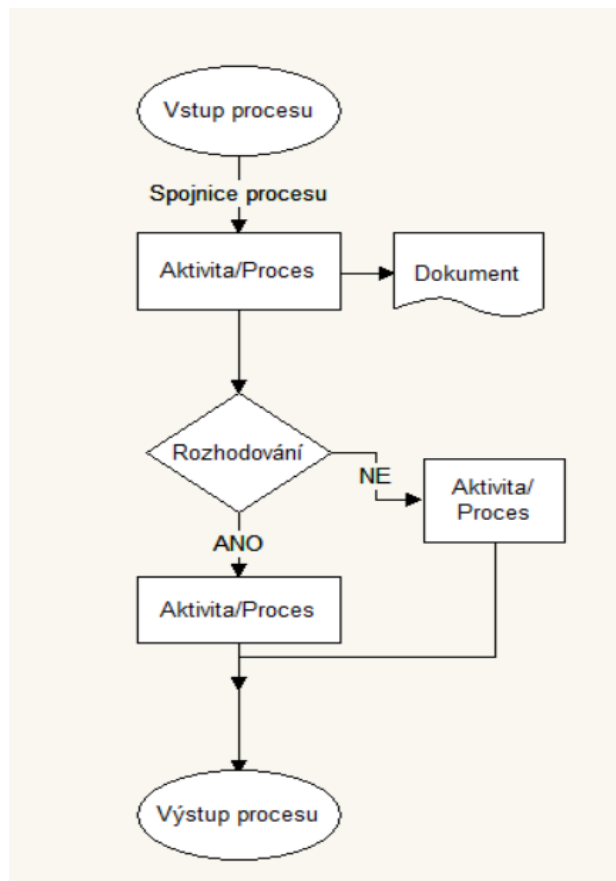 Vstup procesu
Spojnice procesu
Aktivita/Proces
Dokument
Rozhodování
NE
Aktivita/
Proces
ANO
Aktivita/Proces
Výstup procesu